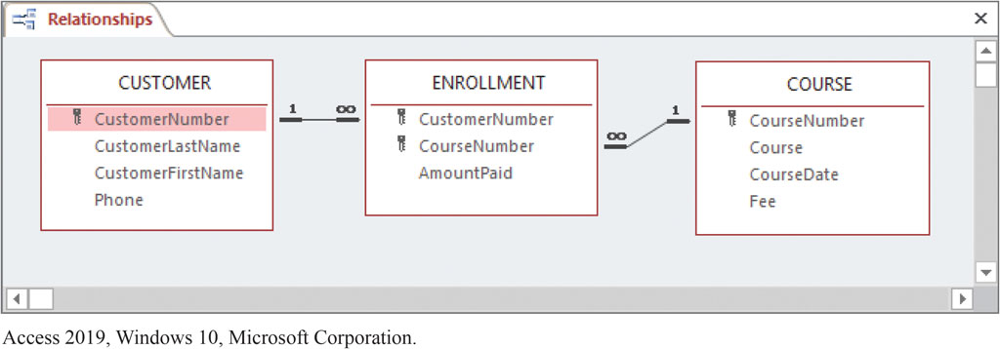 Relationships
CUSTOMER
CustomerNumber
CustomerLastName
CustomerFirstName
Phone
1 ∞
ENROLLMENT
CustomerNumber
CourseNumber
AmountPaid
∞ 1
COURSE
CourseNumber
Course
CourseDate
Fee
Access 2019, Windows 10, Microsoft Corporation.